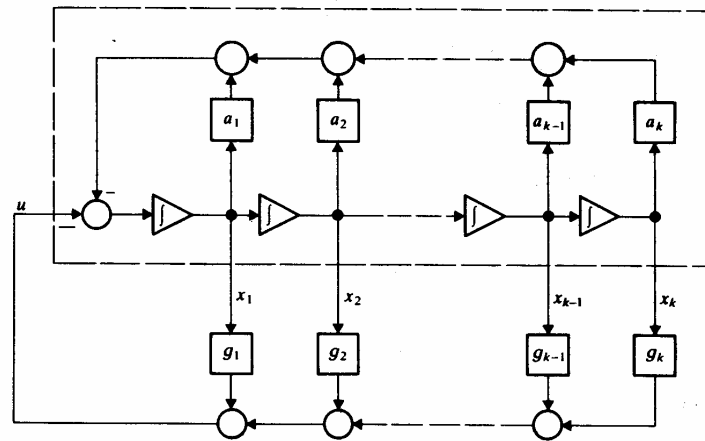 a₁ a₂ aₖ₋₁ aₖ
u − ∫ ∫ ∫ ∫
−
x₁ x₂ xₖ₋₁ xₖ
g₁ g₂ gₖ₋₁ gₖ